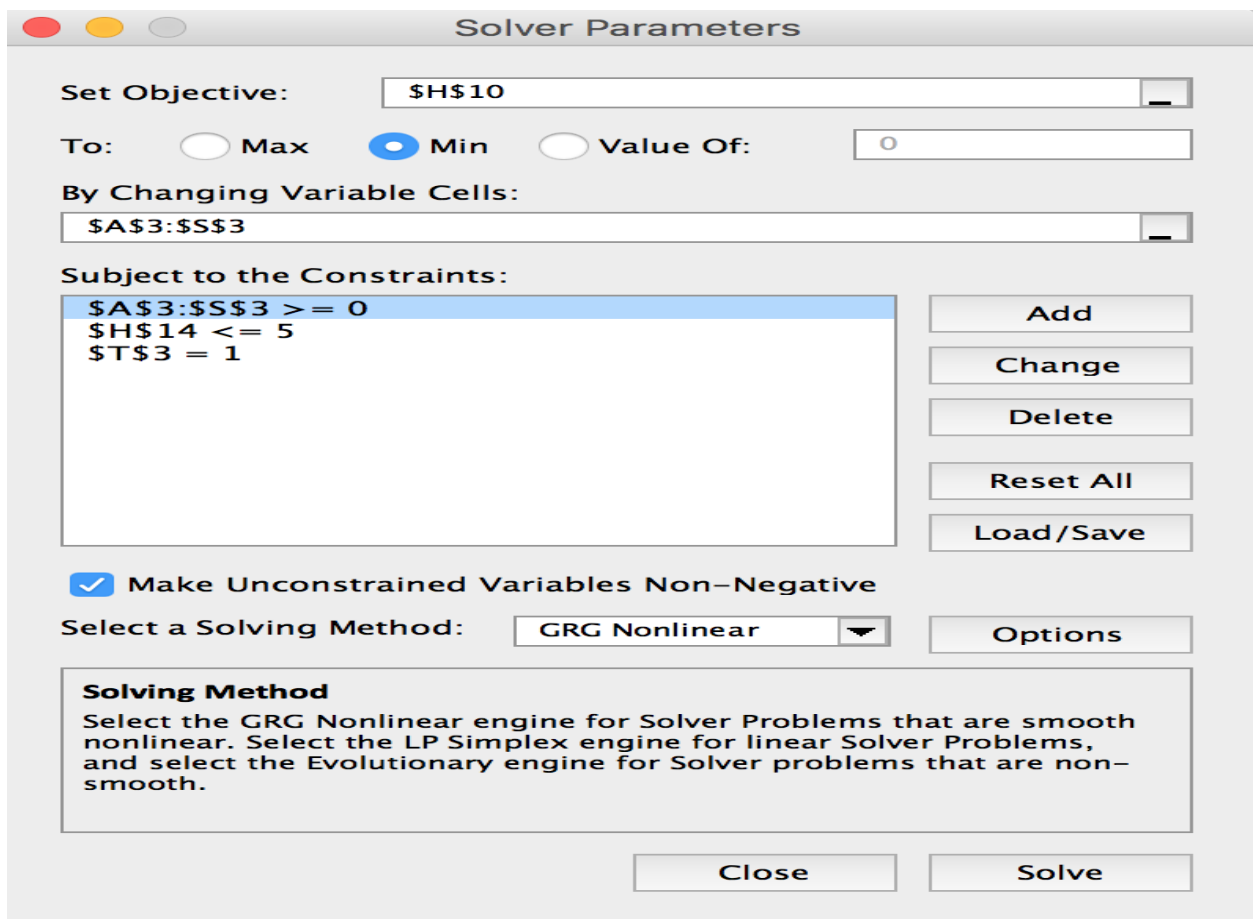 Solver Parameters
Set Objective: $H$10
To: Max Min Value Of: 0
By Changing Variable Cells:
$A$3:$S$3
Subject to the Constraints:
$A$3:$S$3 >= 0
$H$14 <= 5
$T$3 = 1
Add
Change
Delete
Reset All
Load/Save
Make Unconstrained Variables Non-Negative
Select a Solving Method: GRG Nonlinear Options
Solving Method
Select the GRG Nonlinear engine for Solver Problems that are smooth
nonlinear. Select the LP Simplex engine for linear Solver Problems,
and select the Evolutionary engine for Solver problems that are non-
smooth.
Close Solve